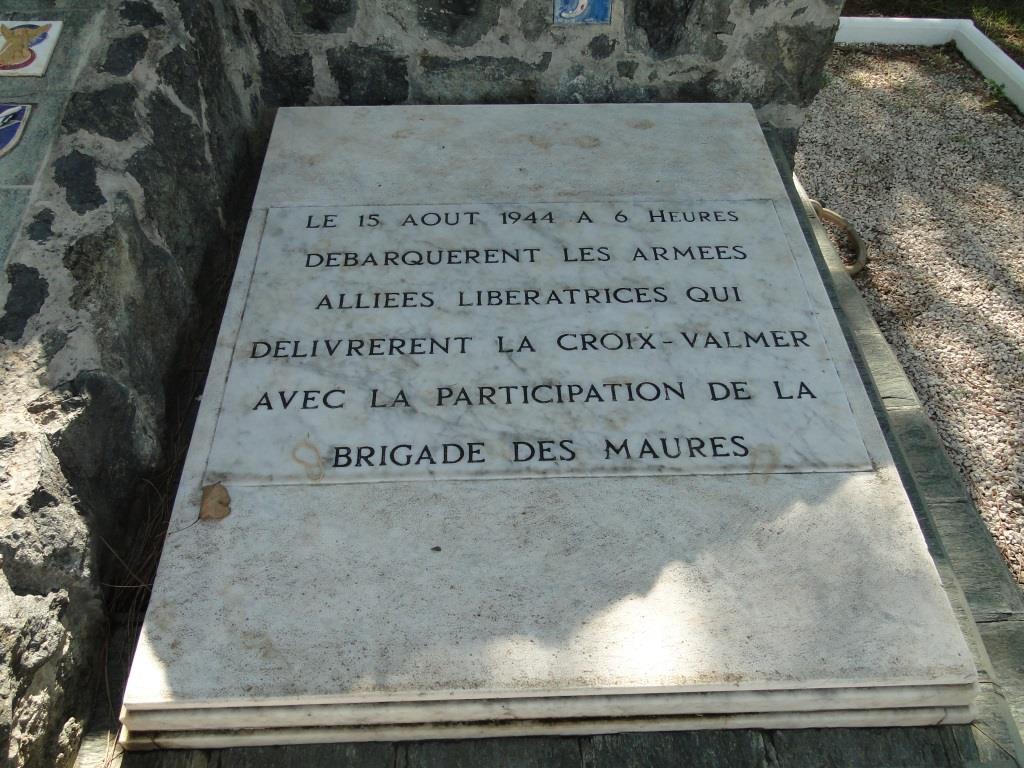 LE 15 AOUT 1944 A 6 HEURES
DEBARQUERENT LES ARMEES
ALLIEES LIBERATRICES QUI
DELIVRERENT LA CROIX-VALMER
AVEC LA PARTICIPATION DE LA
BRIGADE DES MAURES